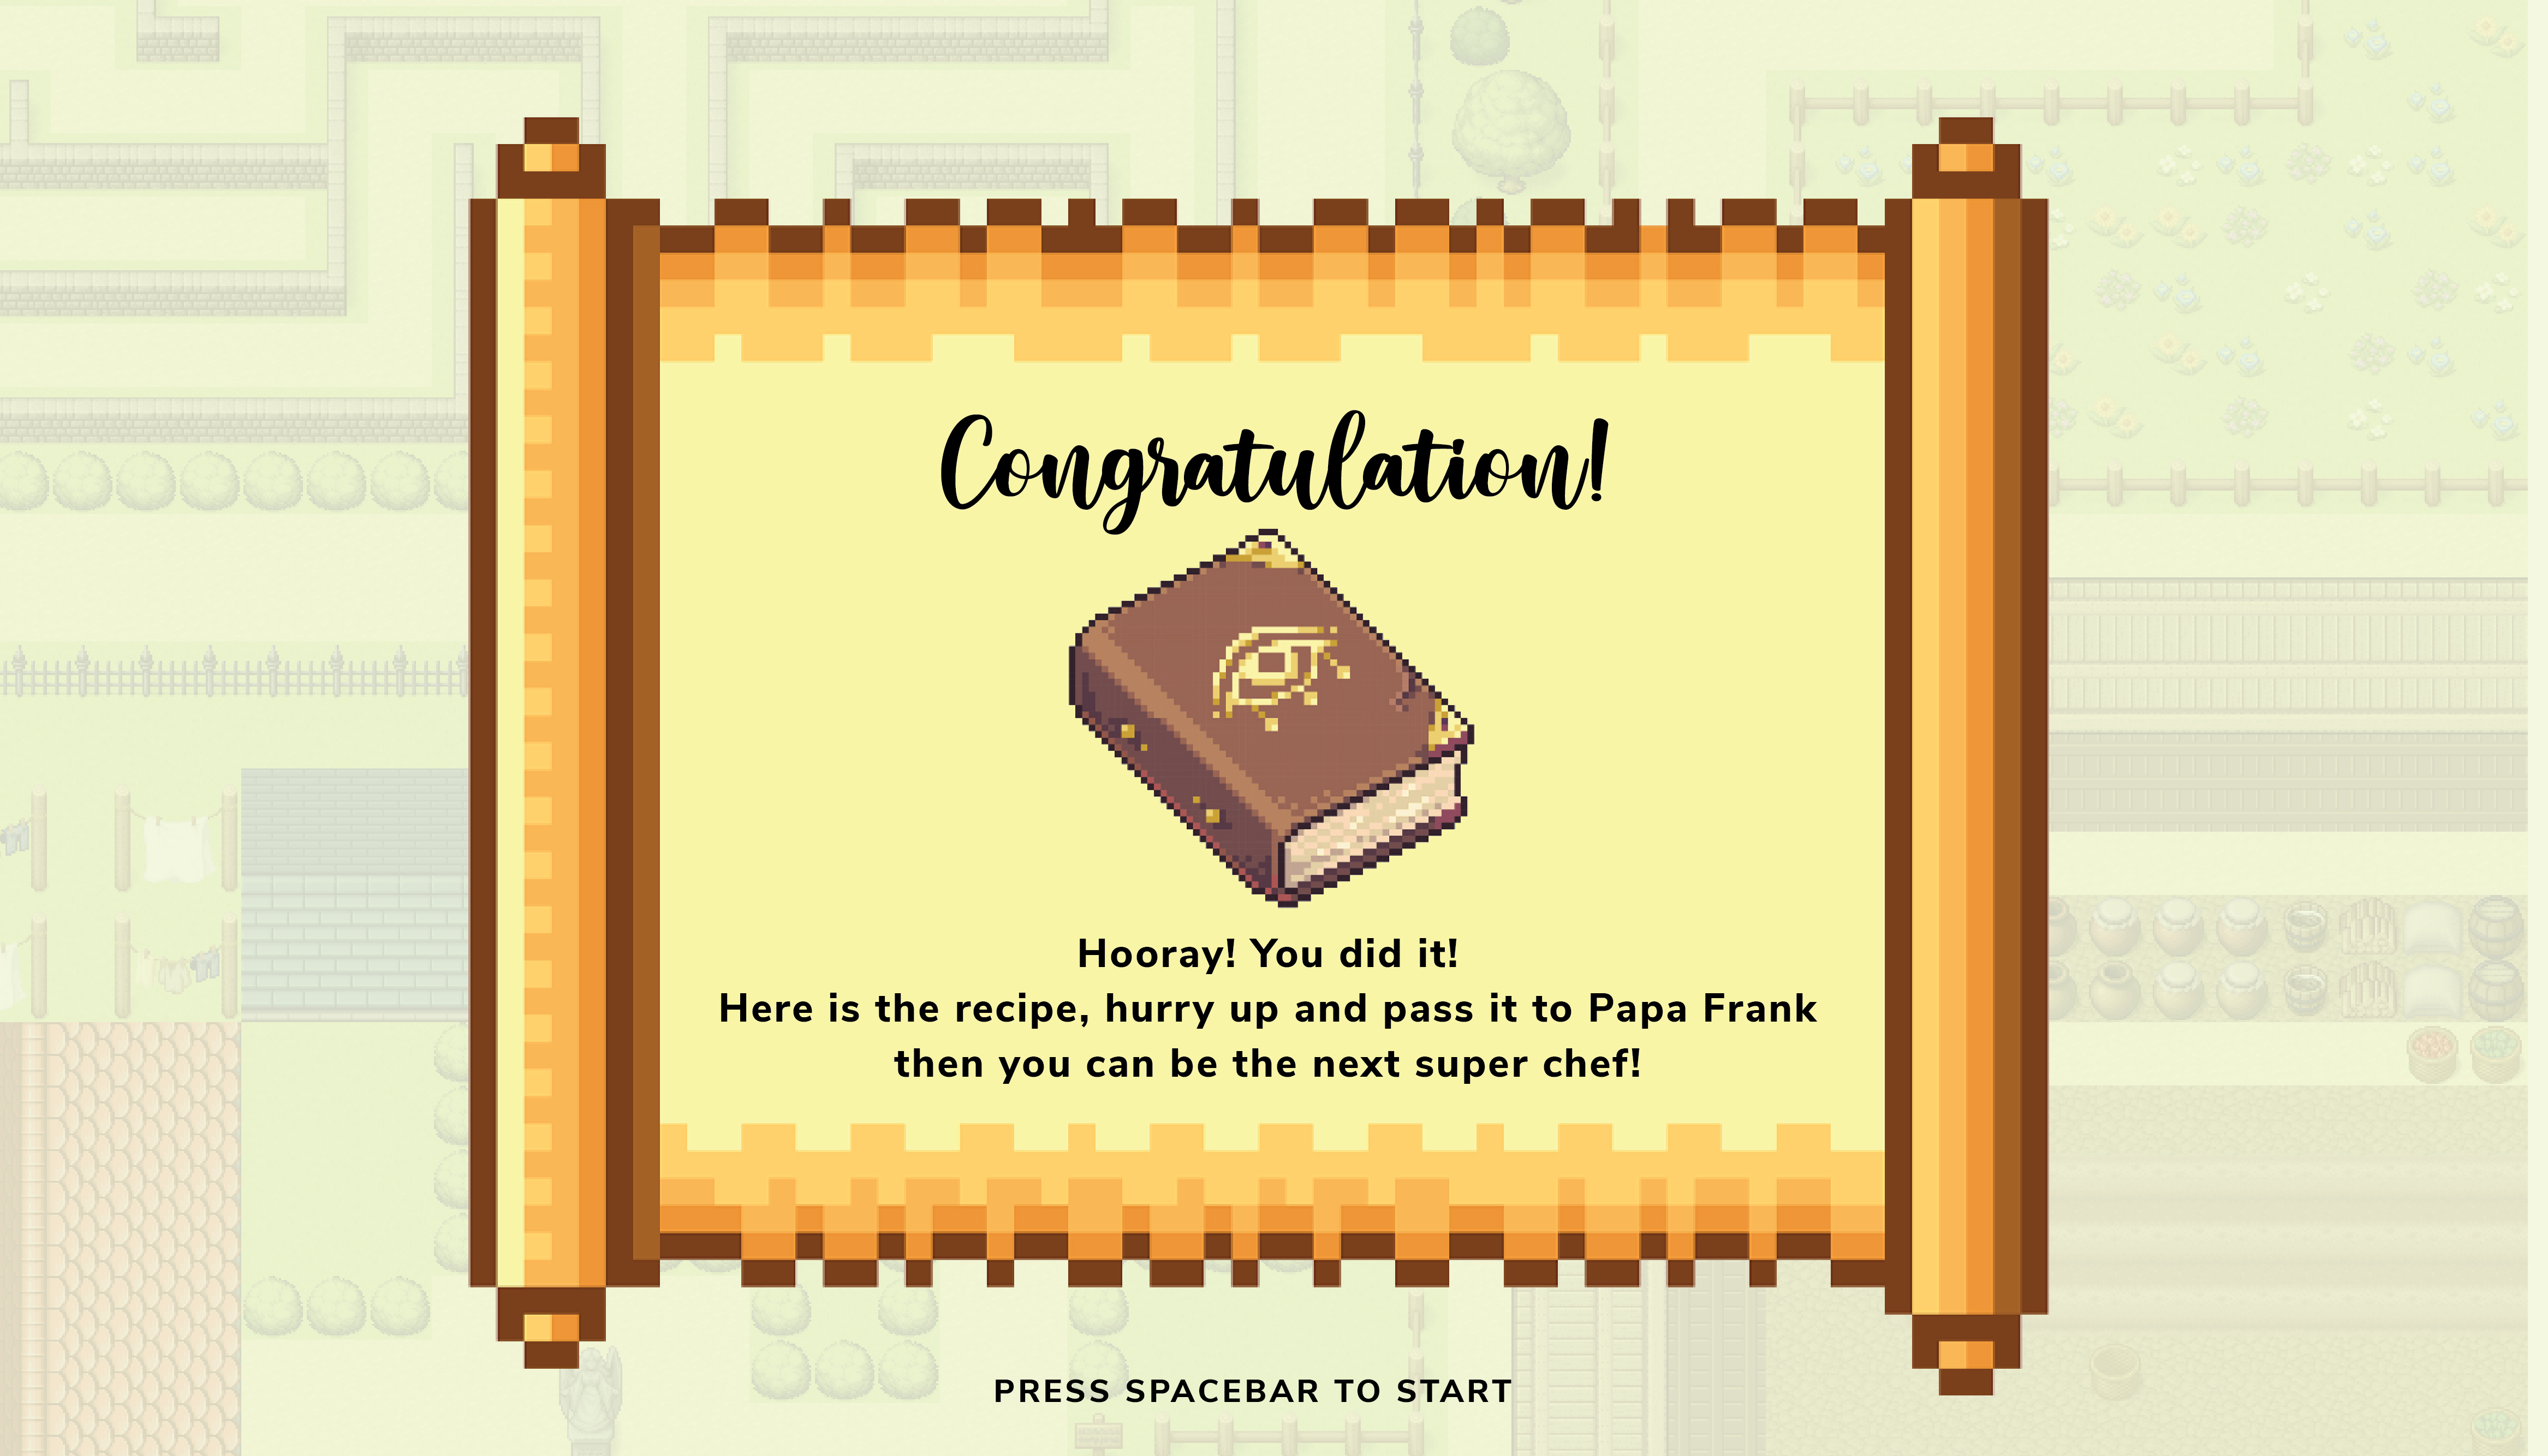 Congratulation!
Hooray! You did it!
Here is the recipe, hurry up and pass it to Papa Frank
then you can be the next super chef!
PRESS SPACEBAR TO START